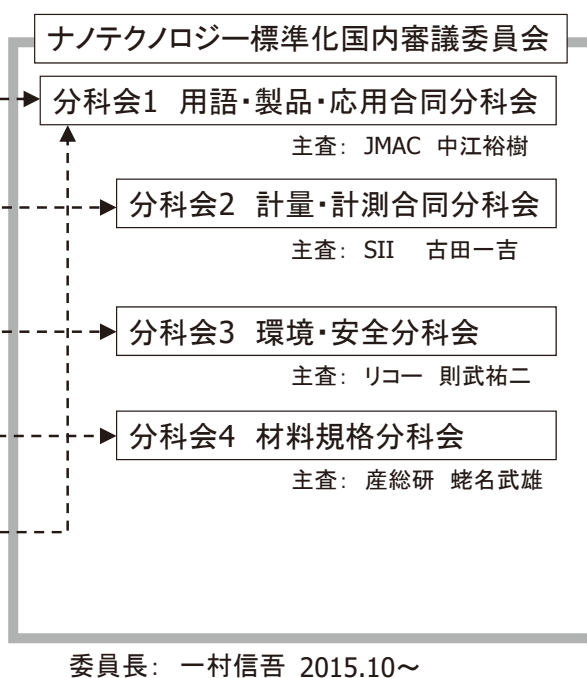 ナノテクノロジー標準化国内審議委員会
分科会1 用語・製品・応用合同分科会
主査： JMAC 中江裕樹
分科会2 計量・計測合同分科会
主査： SII 古田一吉
分科会3 環境・安全分科会
主査： リコー 則武祐二
分科会4 材料規格分科会
主査： 産総研 蛯名武雄
委員長： 一村信吾 2015.10～